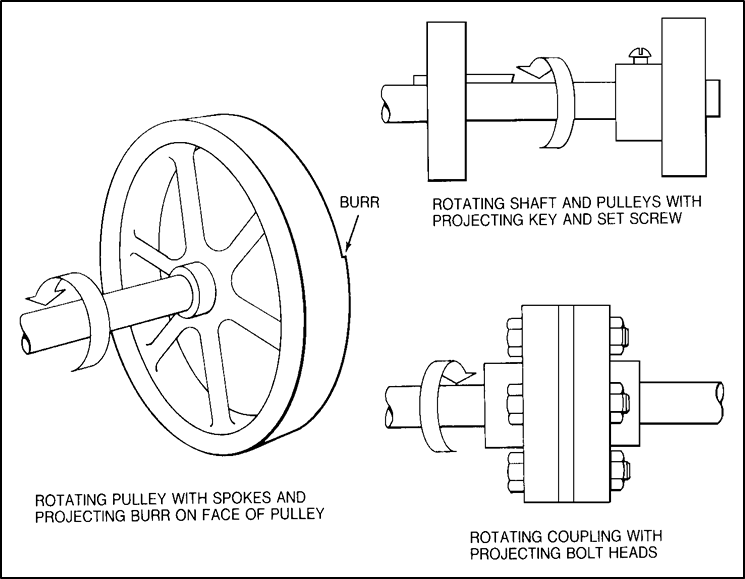 BURR
ROTATING PULLEY WITH SPOKES AND
PROJECTING BURR ON FACE OF PULLEY
ROTATING SHAFT AND PULLEYS WITH
PROJECTING KEY AND SET SCREW
ROTATING COUPLING WITH
PROJECTING BOLT HEADS